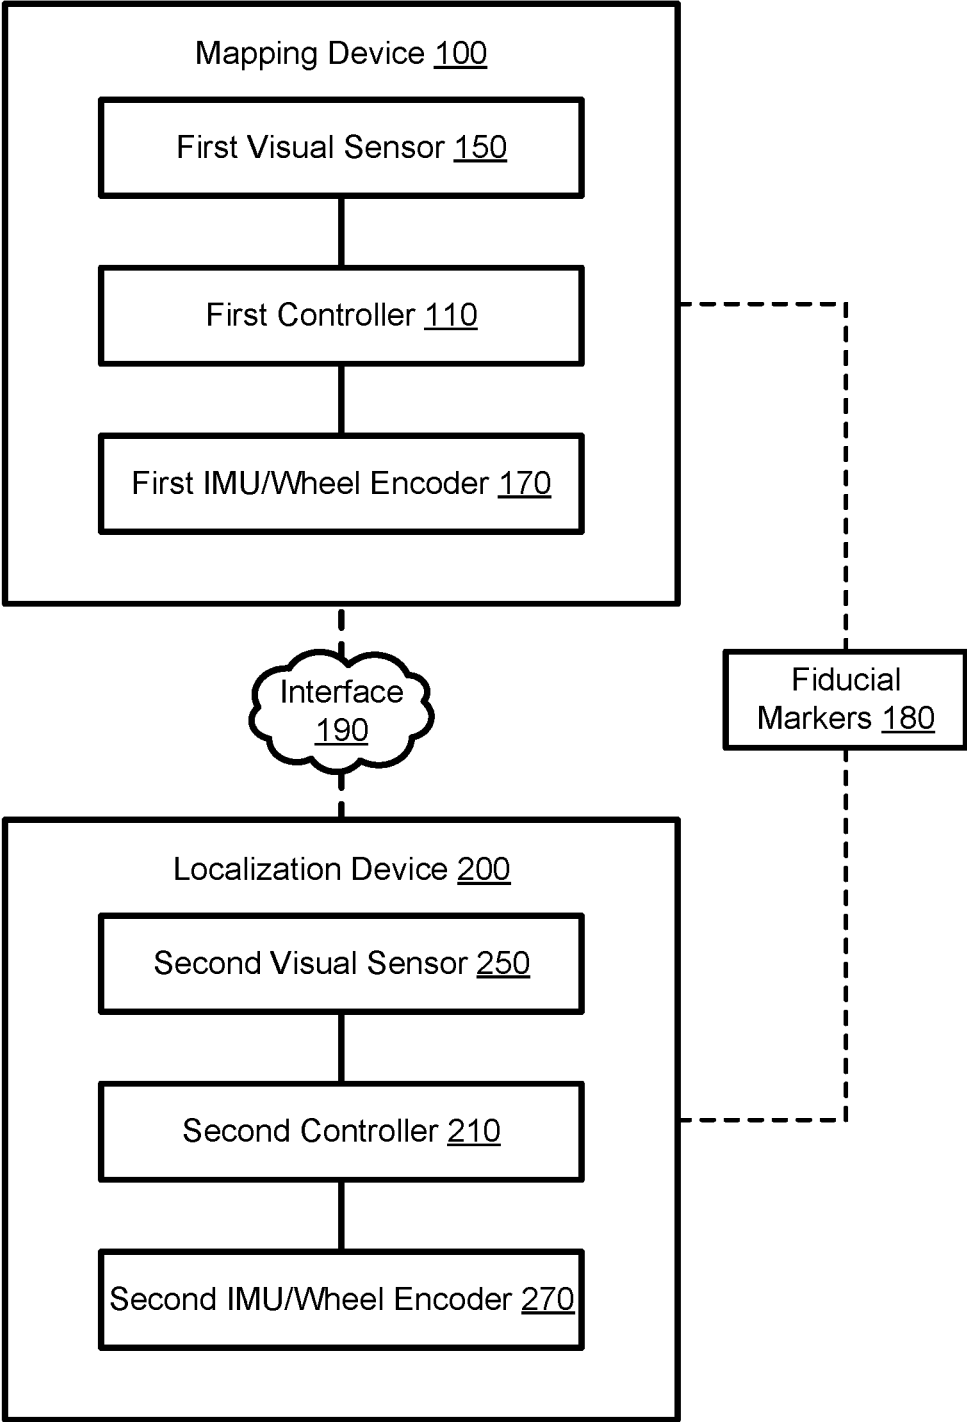 Mapping Device 100
First Visual Sensor 150
First Controller 110
First IMU/Wheel Encoder 170
Interface
190
Fiducial
Markers 180
Localization Device 200
Second Visual Sensor 250
Second Controller 210
Second IMU/Wheel Encoder 270